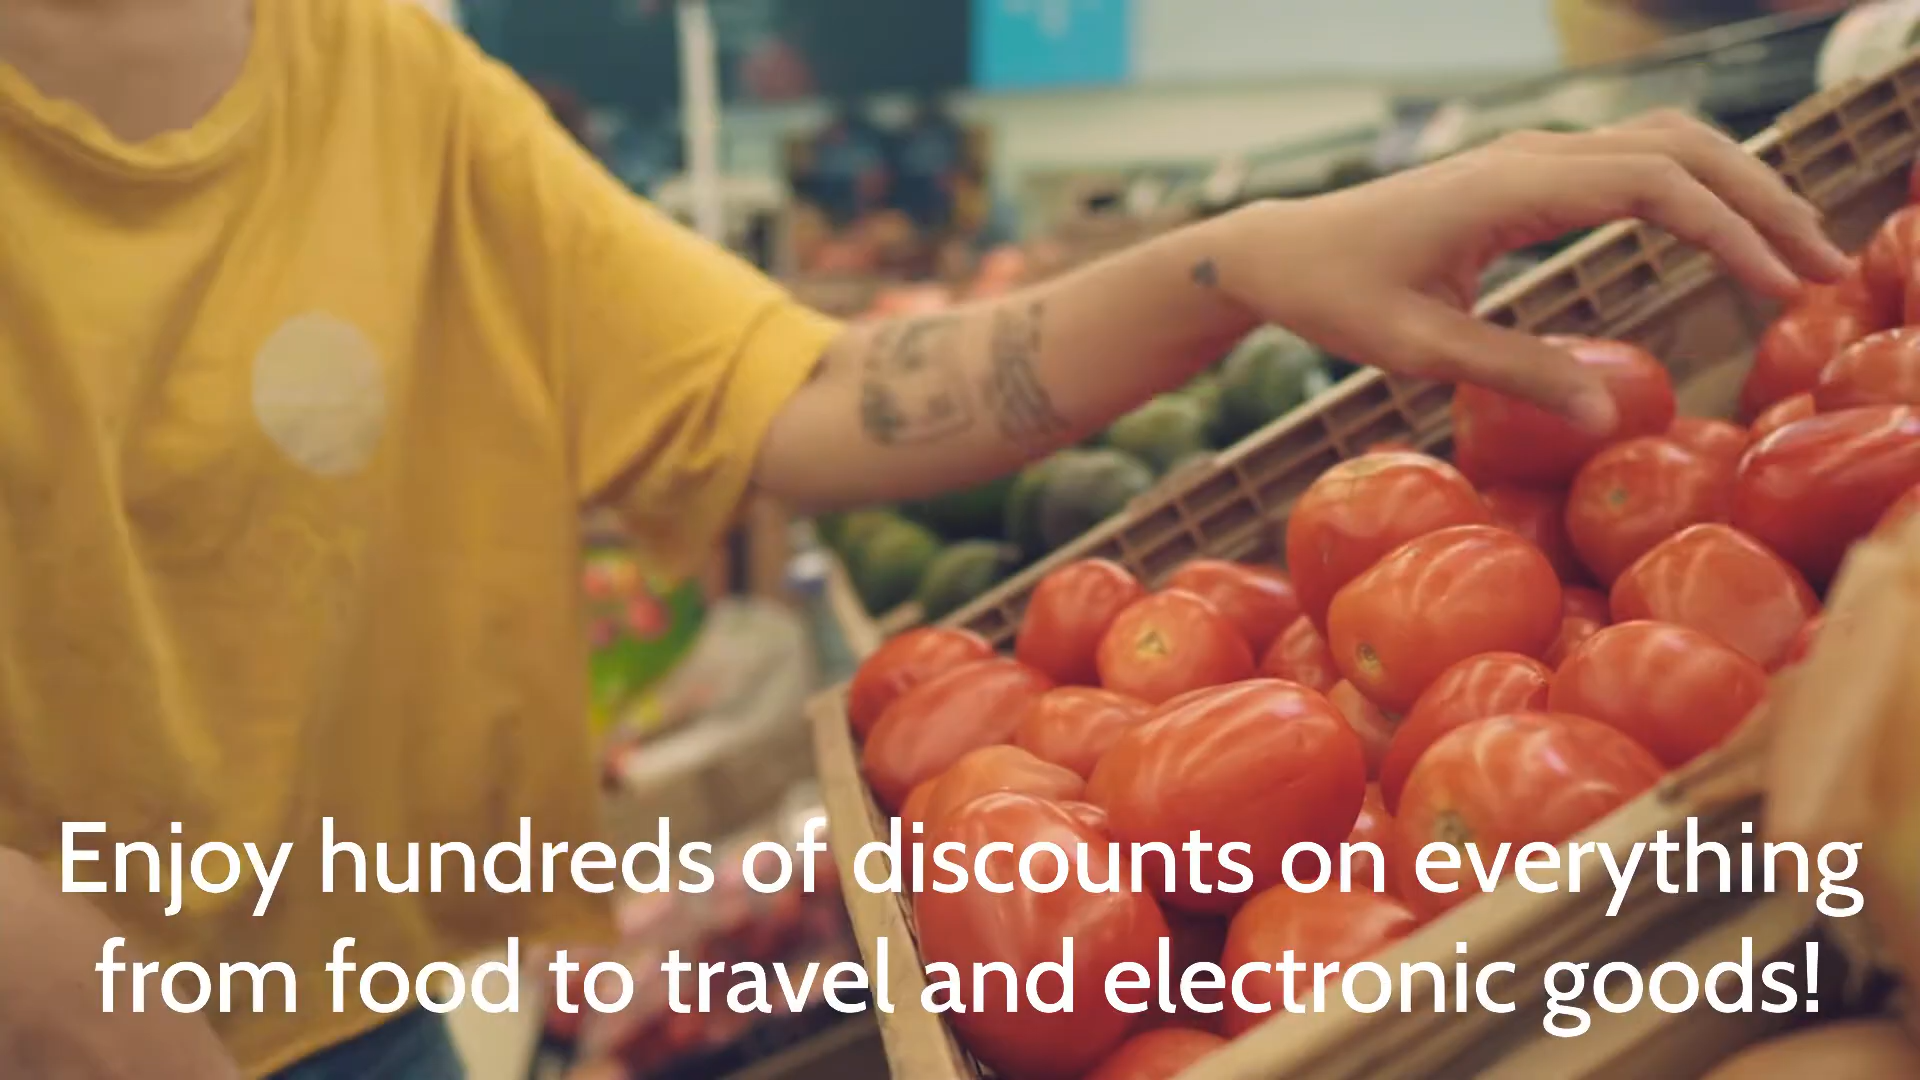 Enjoy hundreds of discounts on everything
from food to travel and electronic goods!